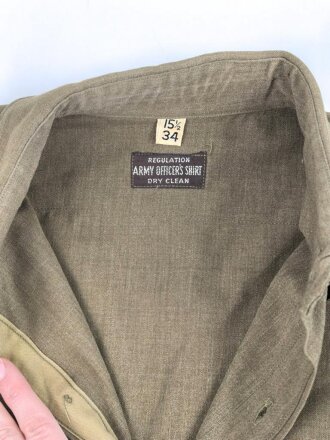 15½
34
REGULATION
ARMY OFFICER'S SHIRT
DRY CLEAN